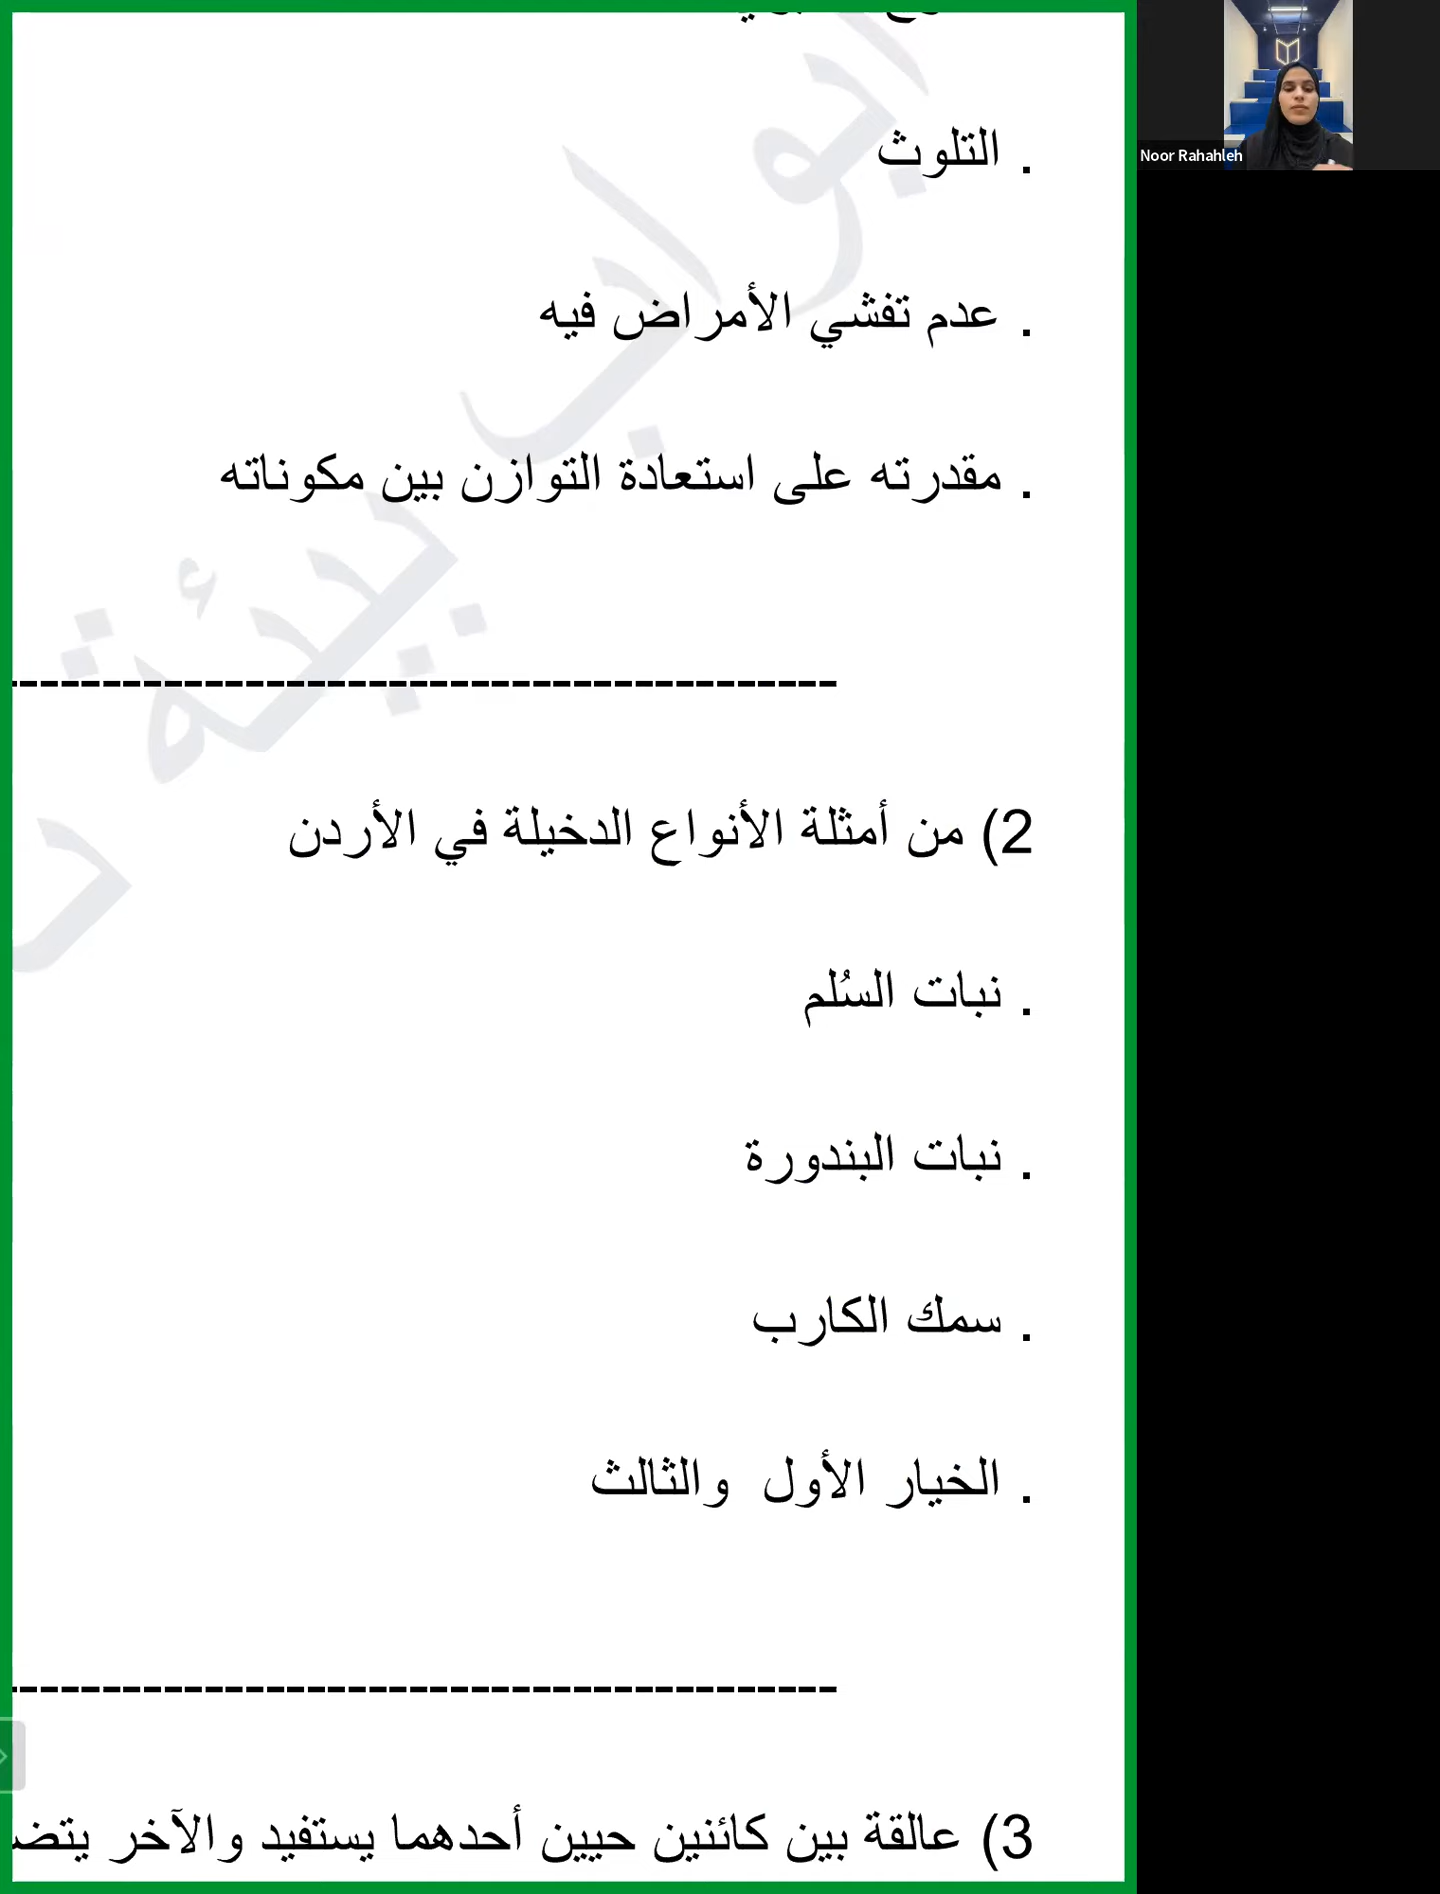 . التلوث
. عدم تفشي الأمراض فيه
. مقدرته على استعادة التوازن بين مكوناته
2) من أمثلة الأنواع الدخيلة في الأردن
. نبات السُلم
. نبات البندورة
. سمك الكارب
. الخيار الأول والثالث
3) عالقة بين كائنين حيين أحدهما يستفيد والآخر يتضـ
Noor Rahahleh